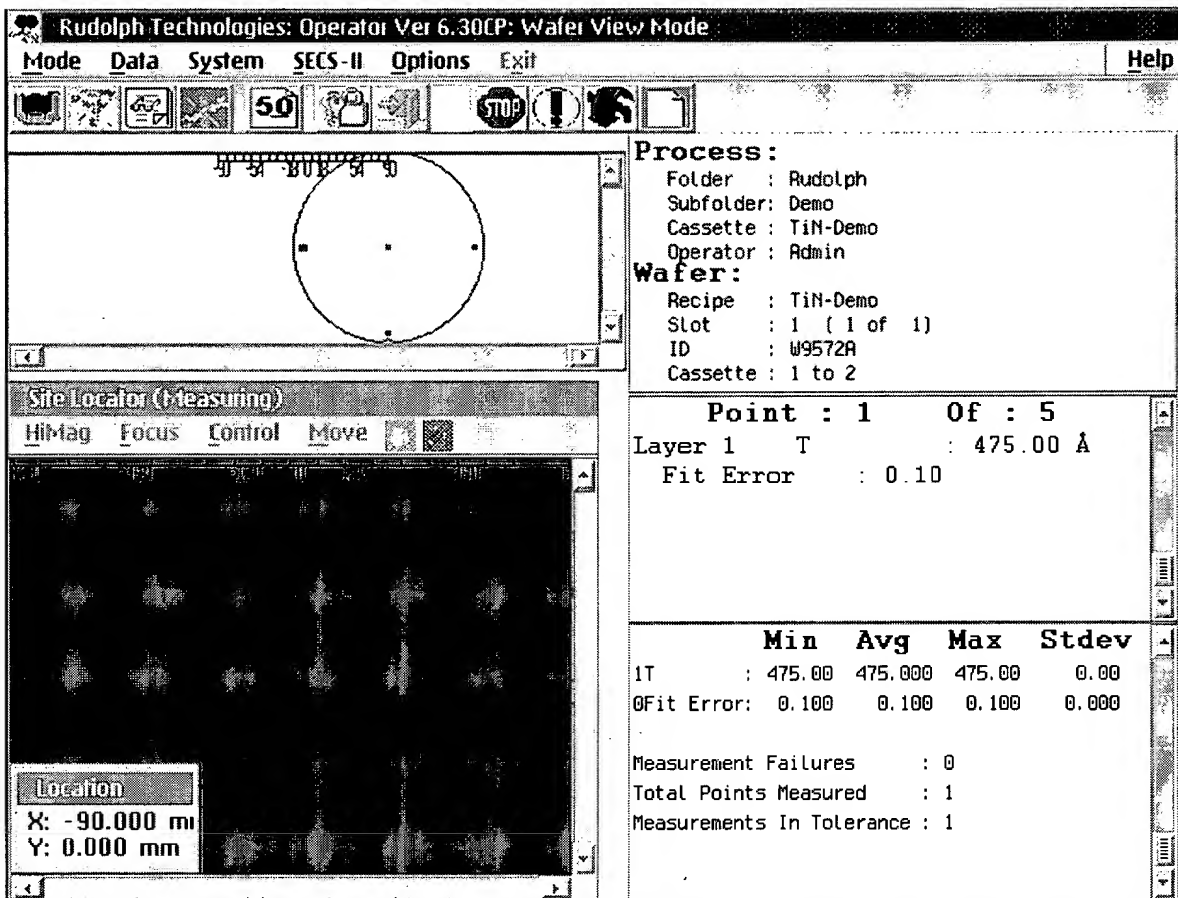 Rudolph Technologies: Operator Ver 6.30CP: Wafer View Mode
Mode Data System SECS-II Options Exit Help
50 STOP
Process:
Folder : Rudolph
Subfolder: Demo
Cassette : TiN-Demo
Operator : Admin
Wafer:
Recipe : TiN-Demo
Slot : 1 ( 1 of 1)
ID : W9572A
Cassette : 1 to 2
Site Locator (Measuring)
HiMag Focus Control Move
Point : 1 Of : 5
Layer 1 T : 475.00 Å
Fit Error : 0.10
Min Avg Max Stdev
1T : 475.00 475.000 475.00 0.00
0Fit Error: 0.100 0.100 0.100 0.000
Measurement Failures : 0
Total Points Measured : 1
Measurements In Tolerance : 1
Location
X: -90.000
Y: 0.000 mm